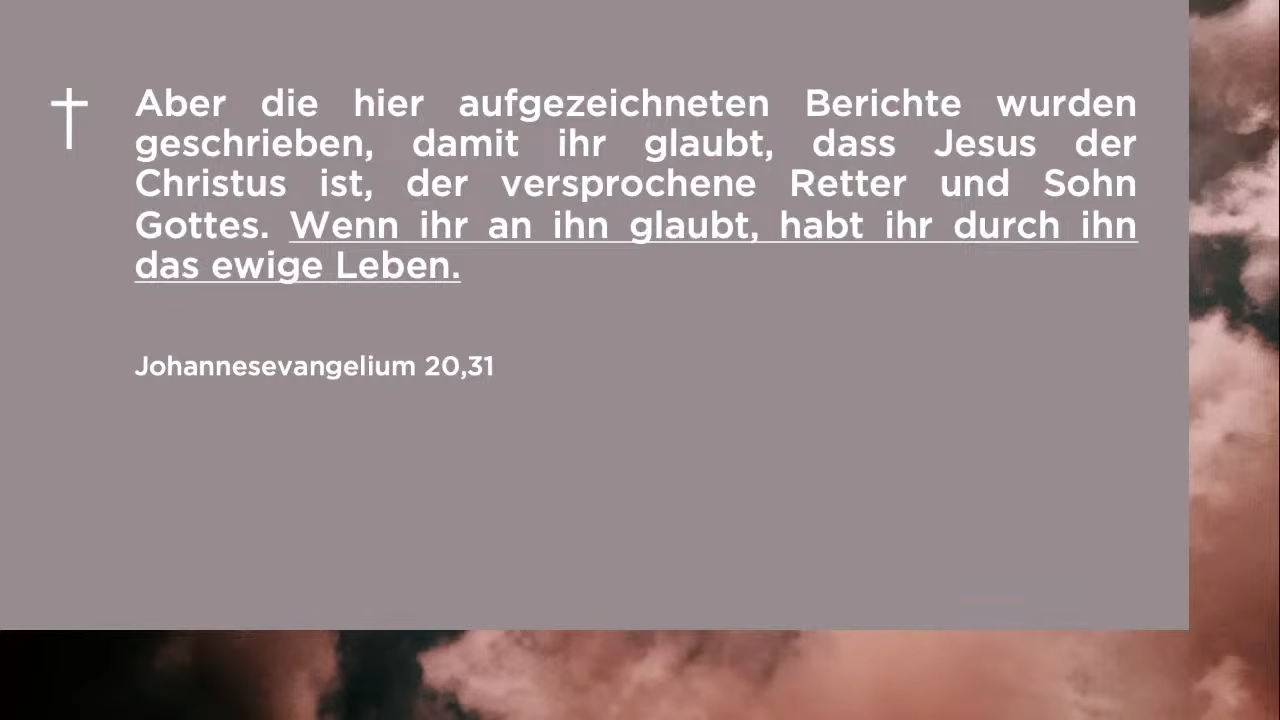 Aber die hier aufgezeichneten Berichte wurden
geschrieben, damit ihr glaubt, dass Jesus der
Christus ist, der versprochene Retter und Sohn
Gottes. Wenn ihr an ihn glaubt, habt ihr durch ihn
das ewige Leben.
Johannesevangelium 20,31